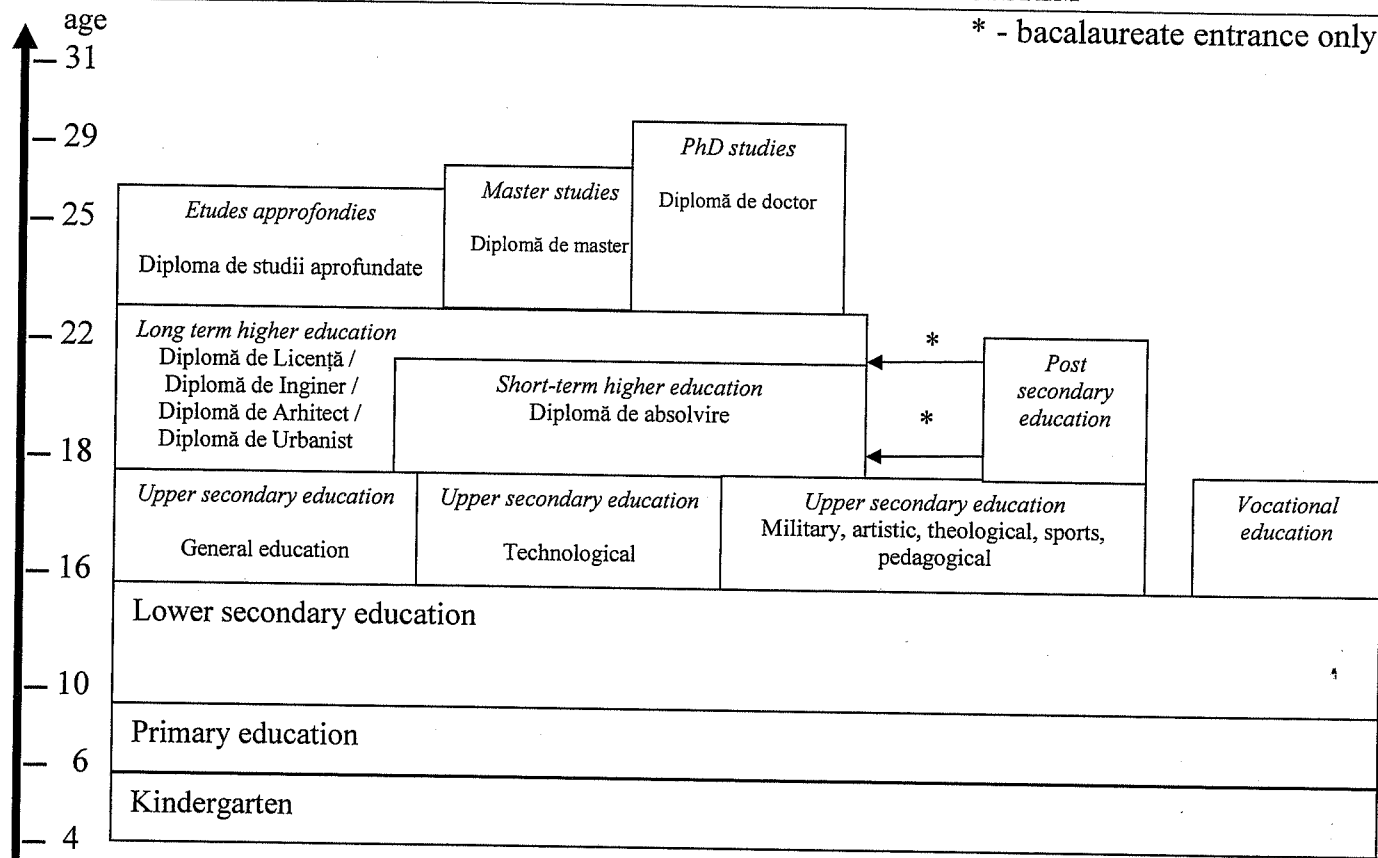 age
* - bacalaureate entrance only
31
29
PhD studies
Diplomă de doctor
Master studies
Diplomă de master
Etudes approfondies
Diploma de studii aprofundate
25
22
Long term higher education
Diplomă de Licenţă /
Diplomă de Inginer /
Diplomă de Arhitect /
Diplomă de Urbanist
Short-term higher education
Diplomă de absolvire
*
*
Post
secondary
education
18
Upper secondary education
General education
Upper secondary education
Technological
Upper secondary education
Military, artistic, theological, sports,
pedagogical
Vocational
education
16
Lower secondary education
10
Primary education
6
Kindergarten
4